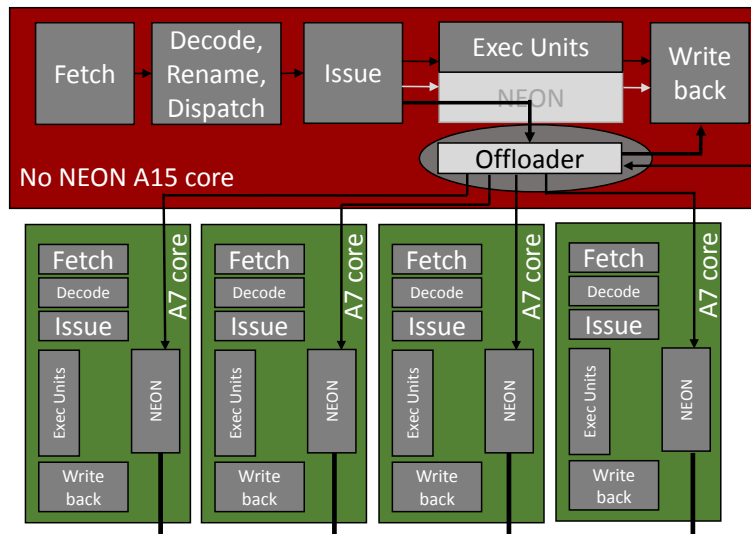 Fetch
Decode,
Rename,
Dispatch
Issue
Exec Units
NEON
Write
back
Offloader
No NEON A15 core
Fetch
Decode
Issue
A7 core
Exec Units
NEON
Write
back
Fetch
Decode
Issue
A7 core
Exec Units
NEON
Write
back
Fetch
Decode
Issue
A7 core
Exec Units
NEON
Write
back
Fetch
Decode
Issue
A7 core
Exec Units
NEON
Write
back